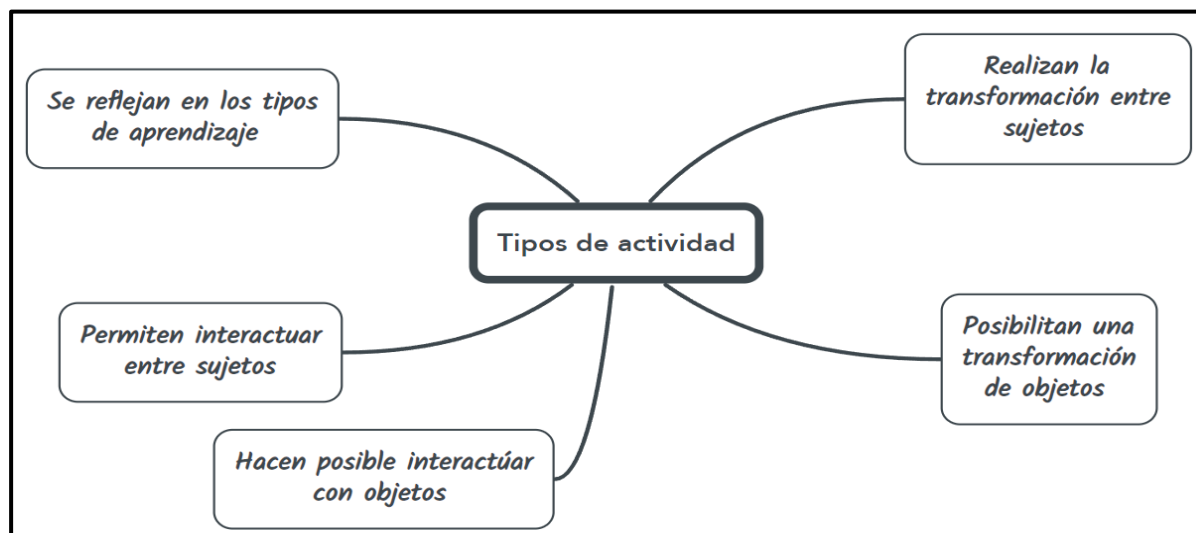 Se reflejan en los tipos
de aprendizaje
Realizan la
transformación entre
sujetos
Tipos de actividad
Permiten interactuar
entre sujetos
Posibilitan una
transformación
de objetos
Hacen posible interactúar
con objetos